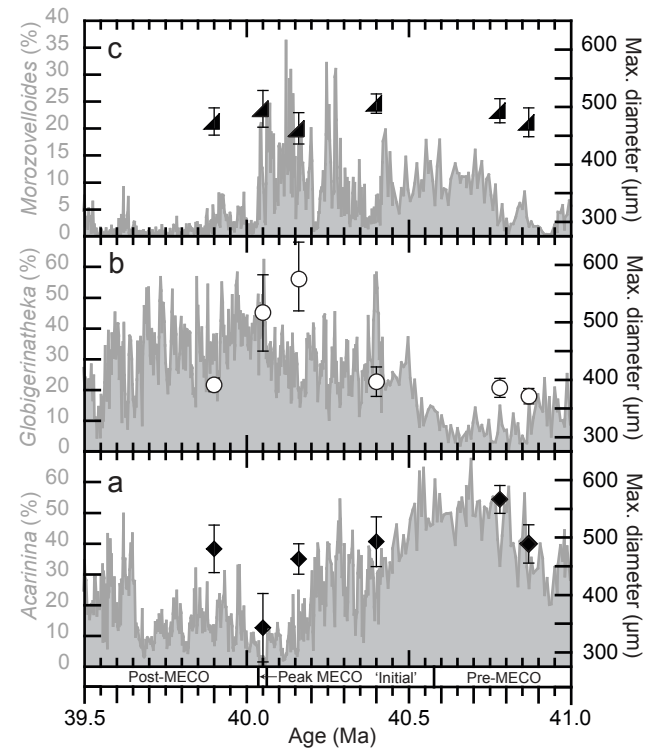 40
35
30
25
20
15
10
5
0
Morozovelloides (%)
c
600
500
400
300
Max. diameter (µm)
60
50
40
30
20
10
0
Globigerinatheka (%)
b
600
500
400
300
Max. diameter (µm)
60
50
40
30
20
10
0
Acarinina (%)
a
600
500
400
300
Max. diameter (µm)
Post-MECO Peak MECO 'Initial' Pre-MECO
39.5 40.0 40.5 41.0
Age (Ma)